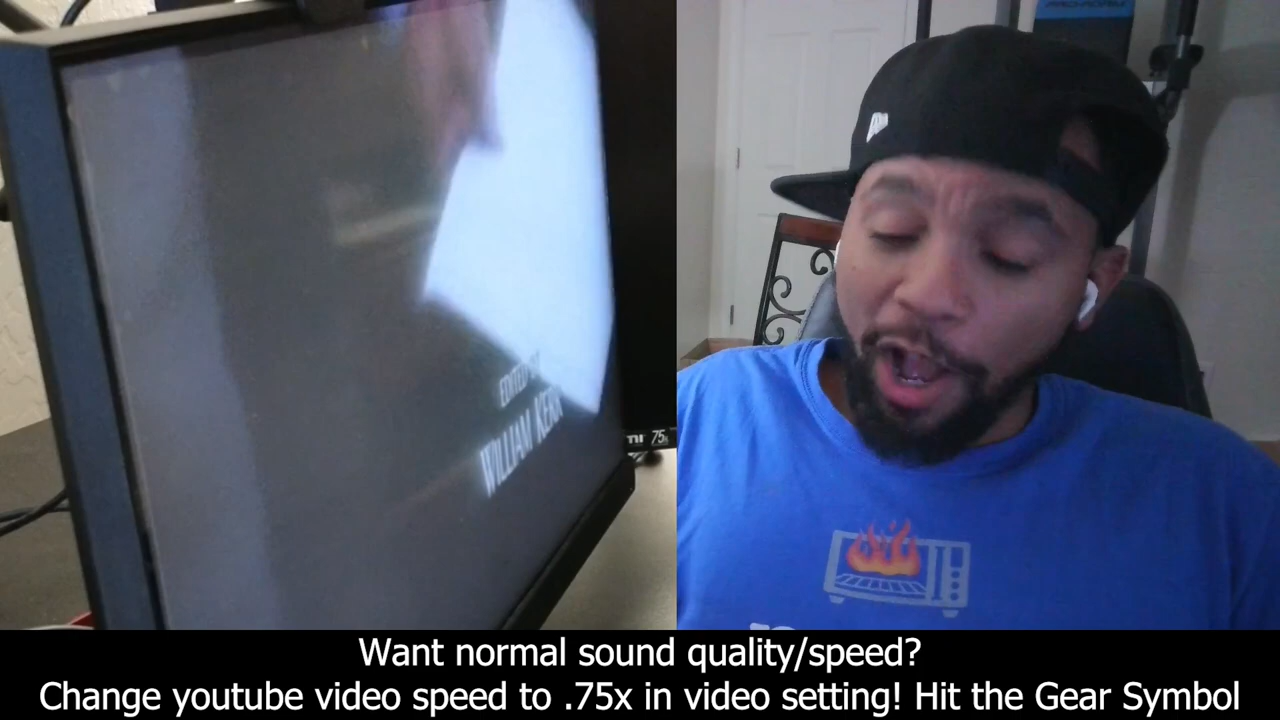 EDITED BY
WILLIAM KERR
75
Want normal sound quality/speed?
Change youtube video speed to .75x in video setting! Hit the Gear Symbol